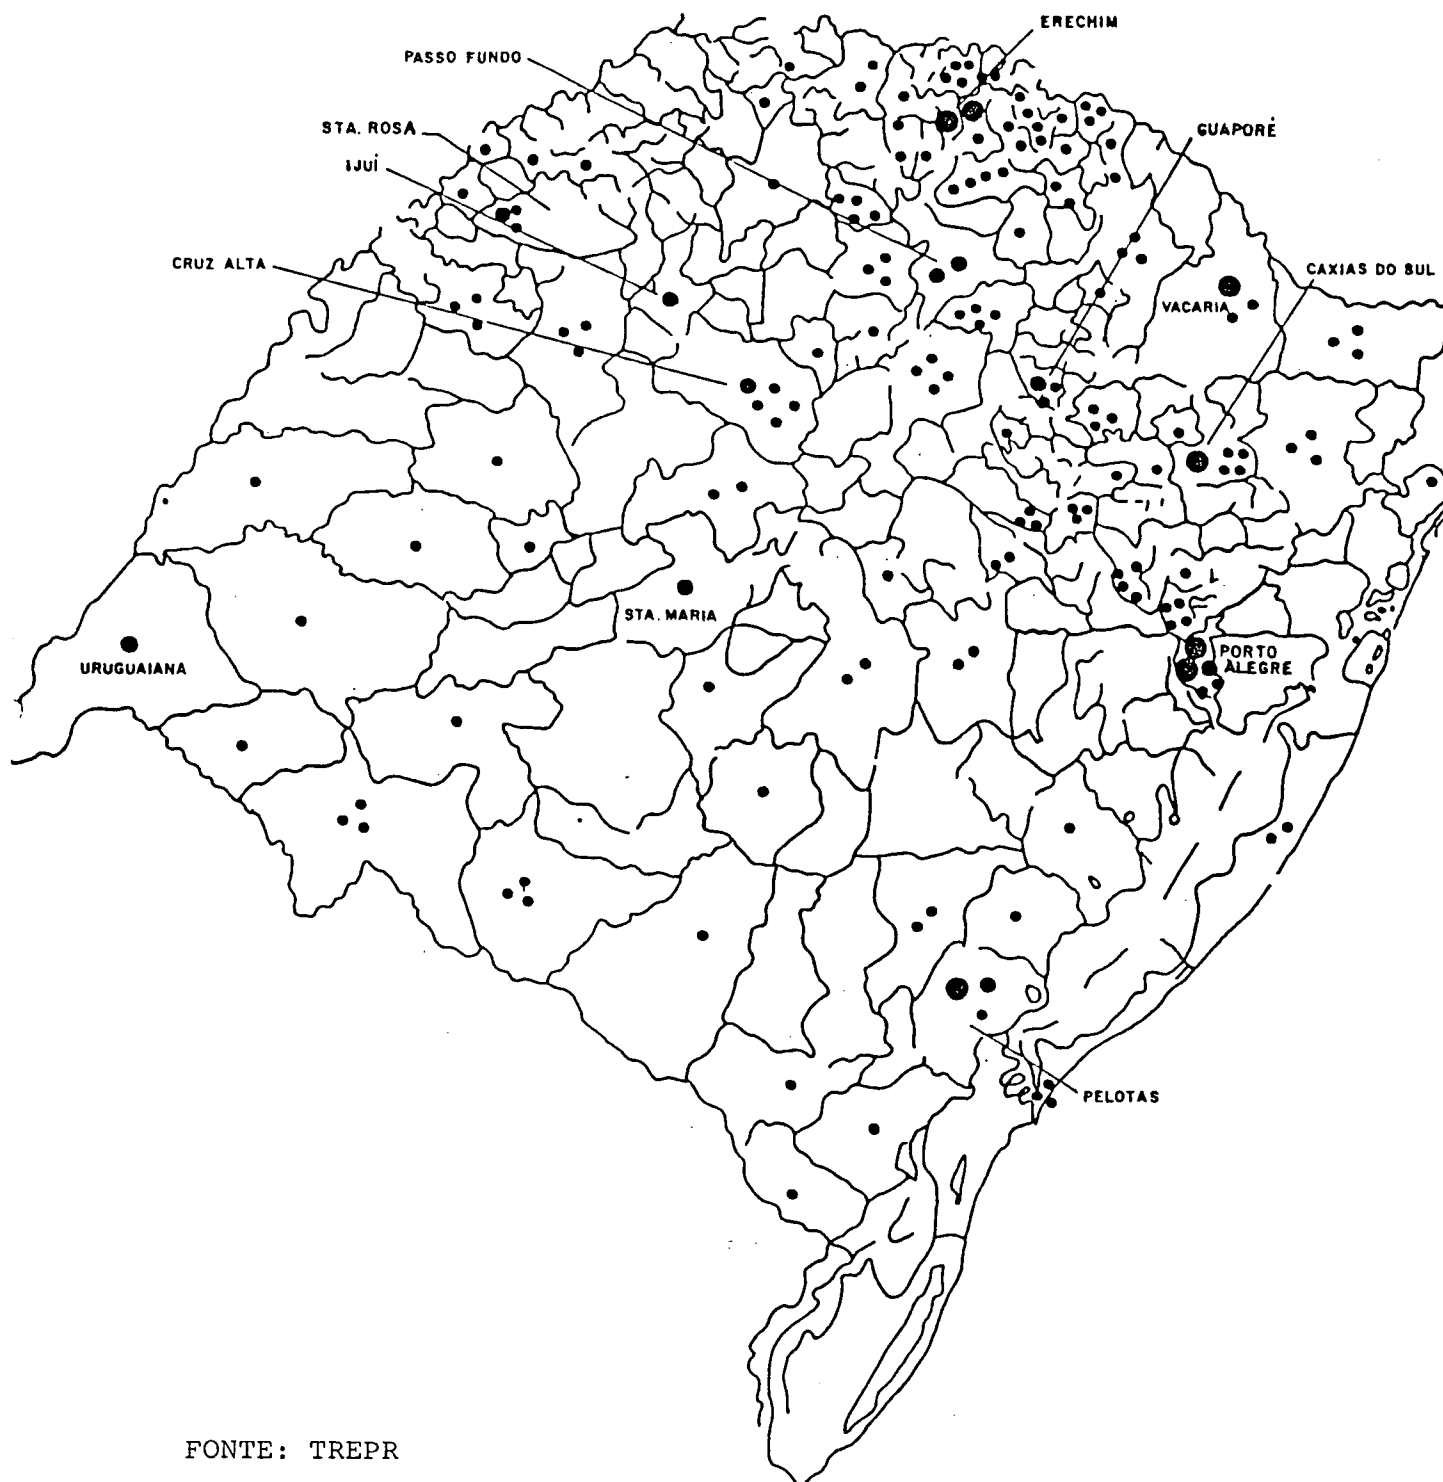 ERECHIM
PASSO FUNDO
STA. ROSA
IJUÍ
GUAPORÉ
CRUZ ALTA
CAXIAS DO SUL
VACARIA
STA. MARIA
URUGUAIANA
PORTO
ALEGRE
PELOTAS
FONTE: TREPR